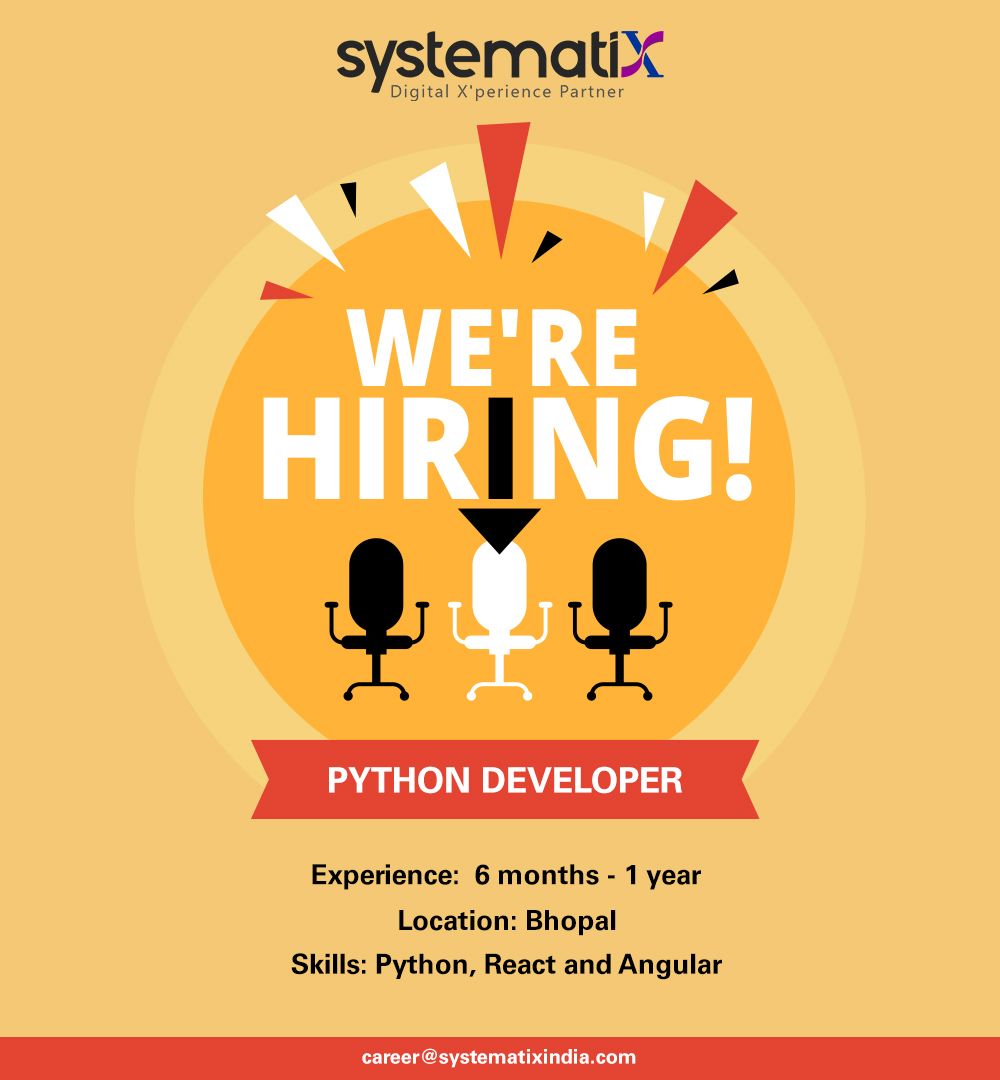 systematiX
Digital X'perience Partner
WE'RE
HIRING!
PYTHON DEVELOPER
Experience: 6 months - 1 year
Location: Bhopal
Skills: Python, React and Angular
career@systematixindia.com